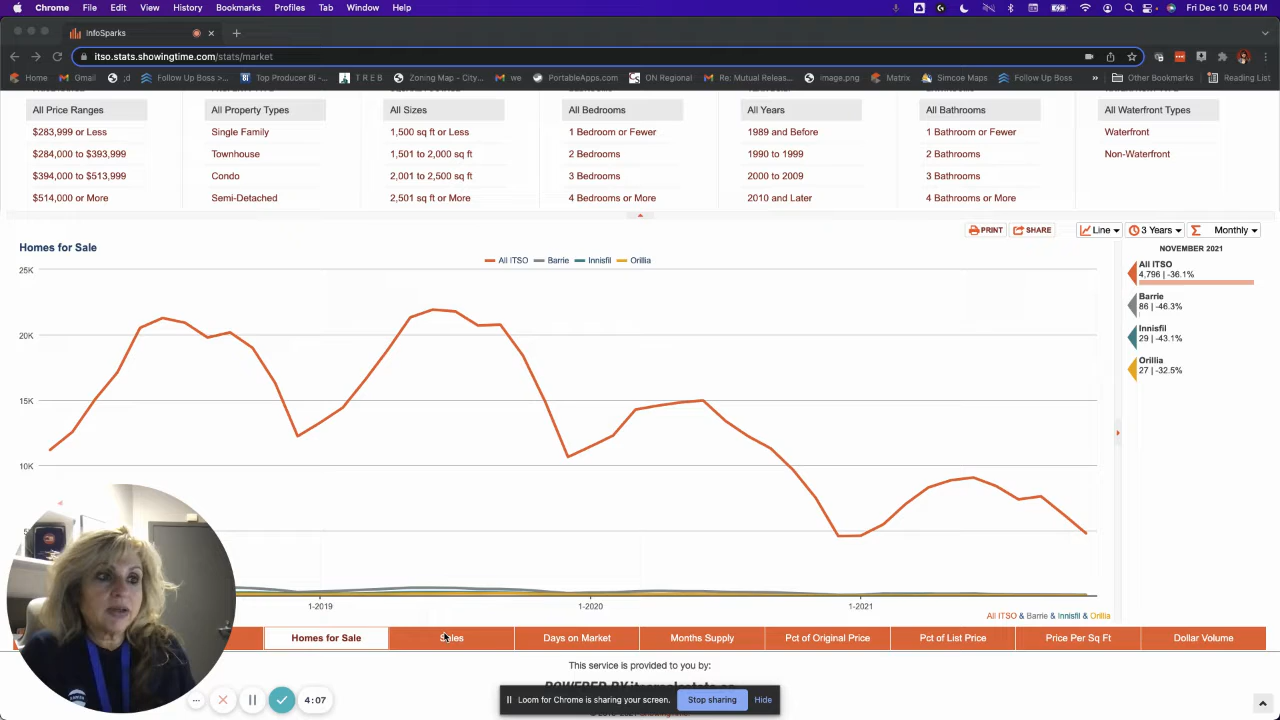 Chrome File Edit View History Bookmarks Profiles Tab Window Help Fri Dec 10 5:04 PM
InfoSparks
itso.stats.showingtime.com/stats/market
Home Gmail ;d Follow Up Boss > ... Top Producer 8i - ... T R E B Zoning Map - City... we PortableApps.com ON Regional Re: Mutual Releas... image.png Matrix Simcoe Maps Follow Up Boss > ... » Other Bookmarks Reading List
All Price Ranges All Property Types All Sizes All Bedrooms All Years All Bathrooms All Waterfront Types
$283,999 or Less Single Family 1,500 sq ft or Less 1 Bedroom or Fewer 1989 and Before 1 Bathroom or Fewer Waterfront
$284,000 to $393,999 Townhouse 1,501 to 2,000 sq ft 2 Bedrooms 1990 to 1999 2 Bathrooms Non-Waterfront
$394,000 to $513,999 Condo 2,001 to 2,500 sq ft 3 Bedrooms 2000 to 2009 3 Bathrooms
$514,000 or More Semi-Detached 2,501 sq ft or More 4 Bedrooms or More 2010 and Later 4 Bathrooms or More
PRINT SHARE Line 3 Years Σ Monthly
Homes for Sale
NOVEMBER 2021
All ITSO Barrie Innisfil Orillia
All ITSO
4,796 | -36.1%
Barrie
86 | -46.3%
Innisfil
29 | -43.1%
Orillia
27 | -32.5%
25K
20K
15K
10K
1-2019 1-2020 1-2021
All ITSO & Barrie & Innisfil & Orillia
Homes for Sale Sales Days on Market Months Supply Pct of Original Price Pct of List Price Price Per Sq Ft Dollar Volume
This service is provided to you by:
4:07
Loom for Chrome is sharing your screen. Stop sharing Hide